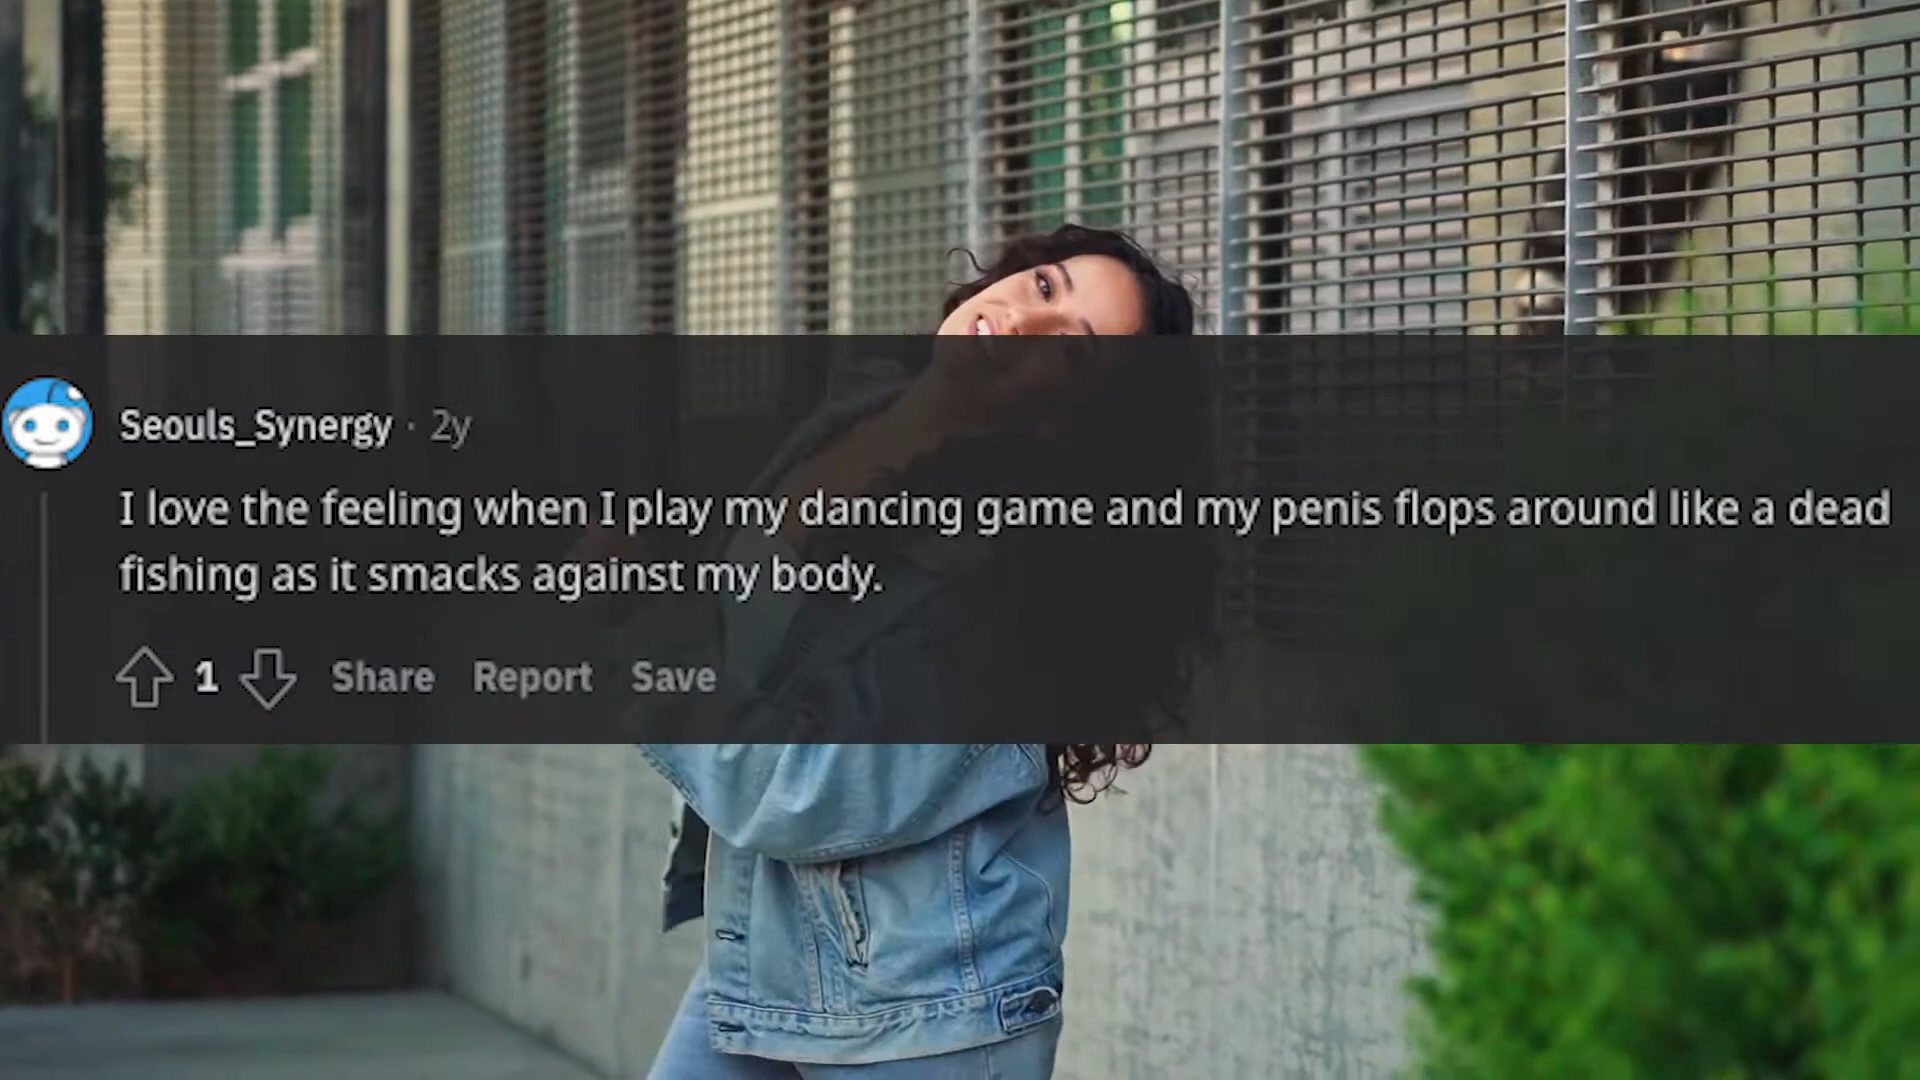 Seouls_Synergy · 2y
I love the feeling when I play my dancing game and my penis flops around like a dead
fishing as it smacks against my body.
1 Share Report Save